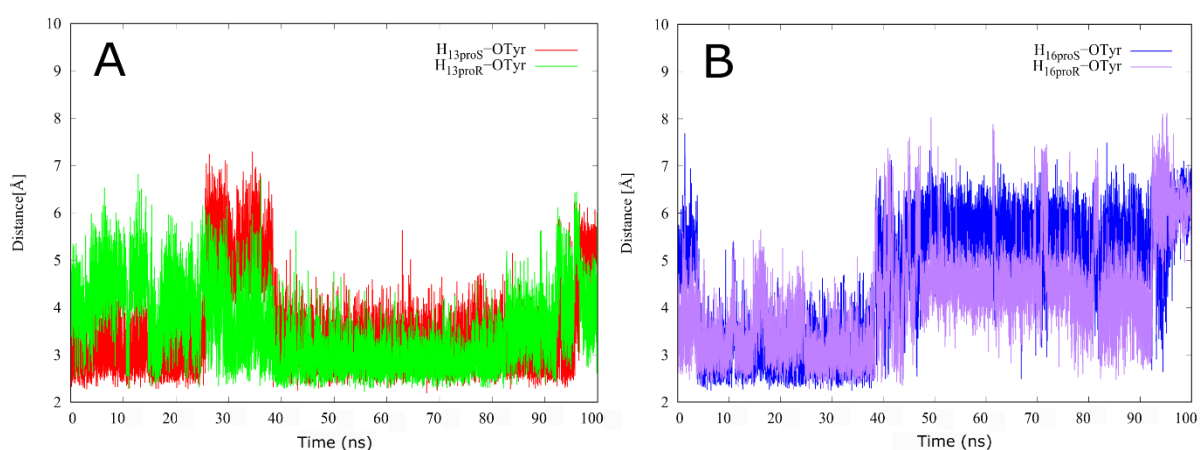 A
H13proS−OTyr
H13proR−OTyr
Distance[Å]
10
9
8
7
6
5
4
3
2
0 10 20 30 40 50 60 70 80 90 100
Time (ns)
B
H16proS−OTyr
H16proR−OTyr
Distance [Å]
10
9
8
7
6
5
4
3
2
0 10 20 30 40 50 60 70 80 90 100
Time (ns)